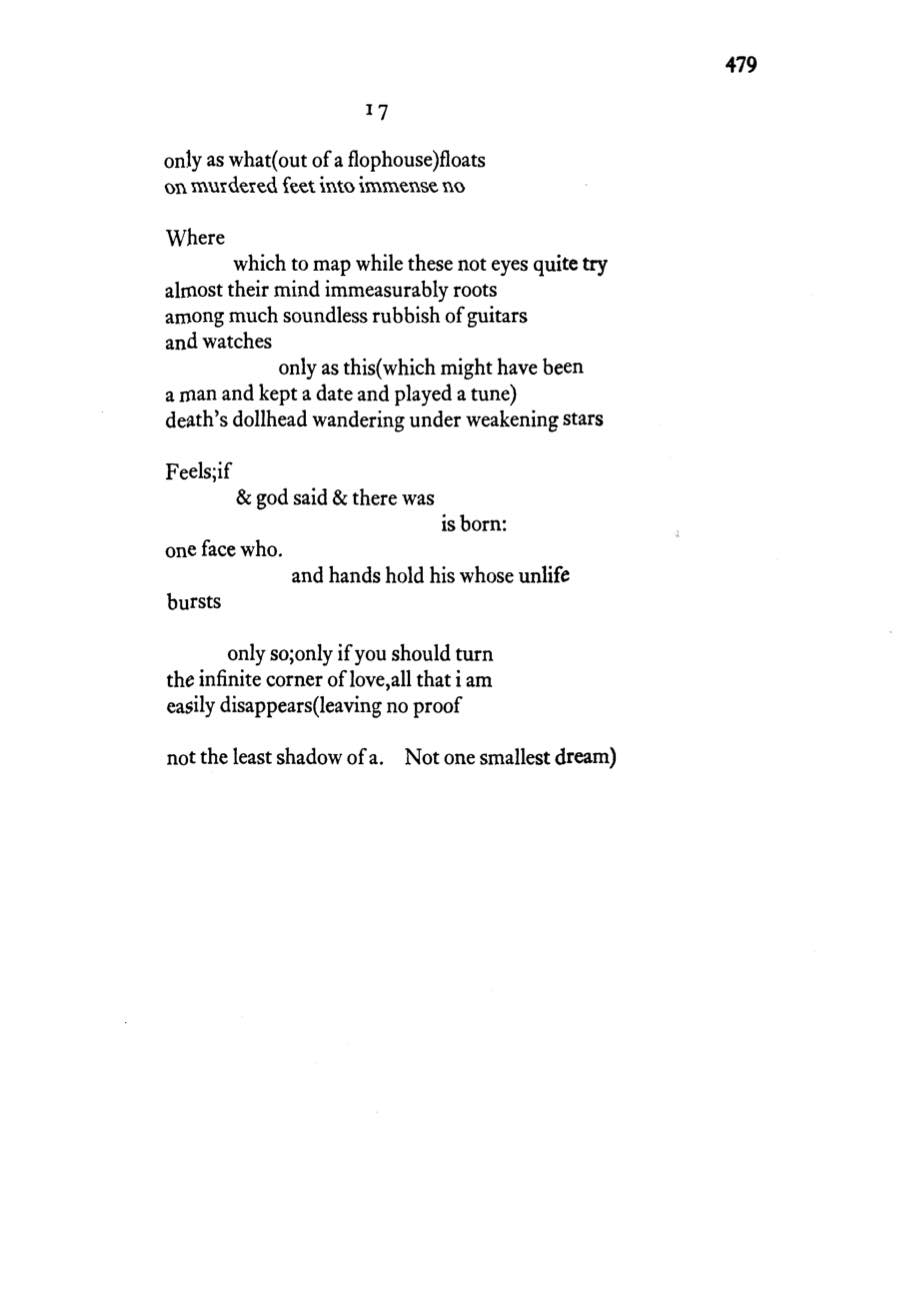 479
17
only as what(out of a flophouse)floats
on murdered feet into immense no
Where
which to map while these not eyes quite try
almost their mind immeasurably roots
among much soundless rubbish of guitars
and watches
only as this(which might have been
a man and kept a date and played a tune)
death's dollhead wandering under weakening stars
Feels;if
& god said & there was
is born:
one face who.
and hands hold his whose unlife
bursts
only so;only if you should turn
the infinite corner of love,all that i am
easily disappears(leaving no proof
not the least shadow of a. Not one smallest dream)